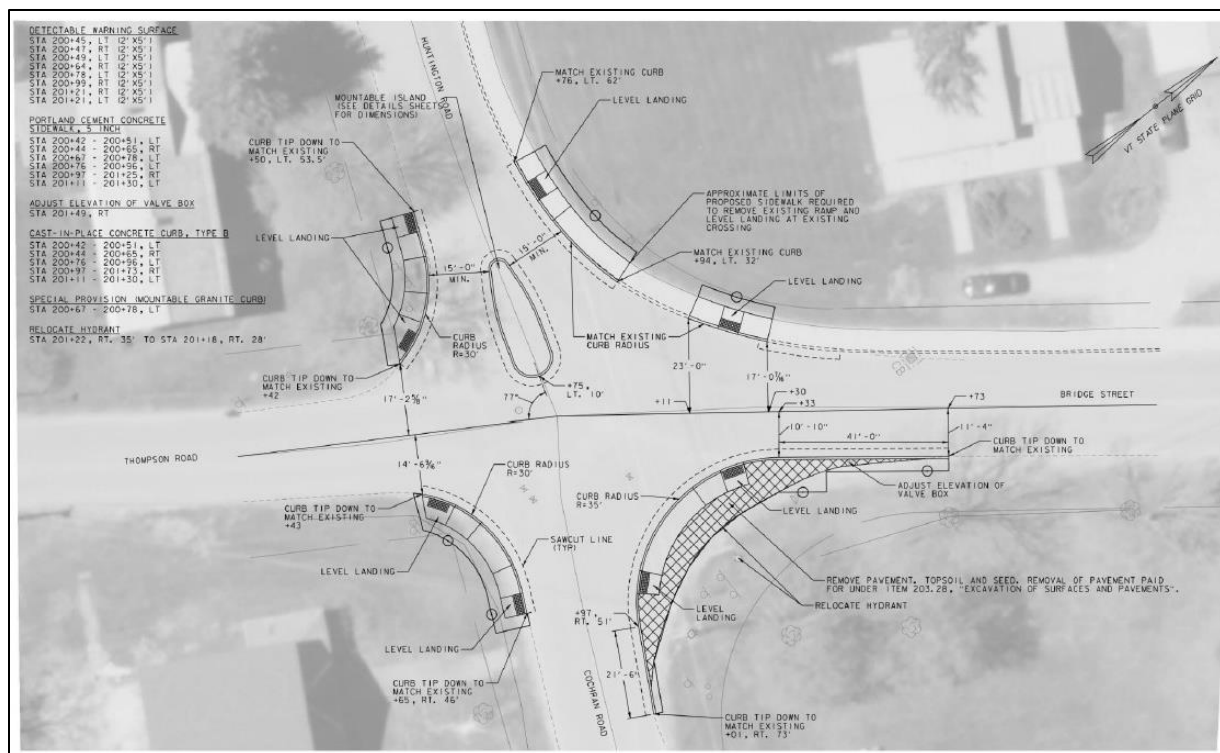 DETECTABLE WARNING SURFACE
STA 200+45, LT (2' X5')
STA 200+47, RT (2' X5')
STA 200+49, LT (2' X5')
STA 200+64, RT (2' X5')
STA 200+78, LT (2' X5')
STA 200+99, RT (2' X5')
STA 201+21, RT (2' X5')
STA 201+21, LT (2' X5')
PORTLAND CEMENT CONCRETE
SIDEWALK, 5 INCH
STA 200+42 - 200+51, LT
STA 200+44 - 200+65, RT
STA 200+67 - 200+78, LT
STA 200+76 - 200+96, LT
STA 200+97 - 201+25, RT
STA 201+11 - 201+30, LT
ADJUST ELEVATION OF VALVE BOX
STA 201+49, RT
CAST-IN-PLACE CONCRETE CURB, TYPE B
STA 200+42 - 200+51, LT
STA 200+44 - 200+65, RT
STA 200+76 - 200+96, LT
STA 200+97 - 201+73, RT
STA 201+11 - 201+30, LT
SPECIAL PROVISION (MOUNTABLE GRANITE CURB)
STA 200+67 - 200+78, LT
RELOCATE HYDRANT
STA 201+22, RT. 35' TO STA 201+18, RT. 28'
HUNTINGTON ROAD
MATCH EXISTING CURB
+76, LT. 62'
LEVEL LANDING
MOUNTABLE ISLAND
(SEE DETAILS SHEETS
FOR DIMENSIONS)
CURB TIP DOWN TO
MATCH EXISTING
+50, LT. 53.5'
VT STATE PLANE GRID
APPROXIMATE LIMITS OF
PROPOSED SIDEWALK REQUIRED
TO REMOVE EXISTING RAMP AND
LEVEL LANDING AT EXISTING
CROSSING
LEVEL LANDING
15'-0"
MIN.
15'-0"
MIN.
MATCH EXISTING CURB
+94, LT. 32'
LEVEL LANDING
CURB
RADIUS
R=30'
MATCH EXISTING
CURB RADIUS
CURB TIP DOWN TO
MATCH EXISTING
+42
17'-2⅝"
77°
+75,
LT. 10'
23'-0"
17'-0⅞"
+11
+30
+33
+73
BRIDGE STREET
10'-10"
41'-0"
11'-4"
CURB TIP DOWN TO
MATCH EXISTING
THOMPSON ROAD
CURB RADIUS
R=30'
CURB RADIUS
R=35'
ADJUST ELEVATION OF
VALVE BOX
LEVEL LANDING
CURB TIP DOWN TO
MATCH EXISTING
+43
SAWCUT LINE
(TYP)
LEVEL LANDING
REMOVE PAVEMENT, TOPSOIL AND SEED. REMOVAL OF PAVEMENT PAID
FOR UNDER ITEM 203.28, "EXCAVATION OF SURFACES AND PAVEMENTS".
RELOCATE HYDRANT
LEVEL
LANDING
+97,
RT. 51'
LEVEL LANDING
21'-6"
CURB TIP DOWN TO
MATCH EXISTING
+65, RT. 46'
COCHRAN ROAD
CURB TIP DOWN TO
MATCH EXISTING
+01, RT. 73'